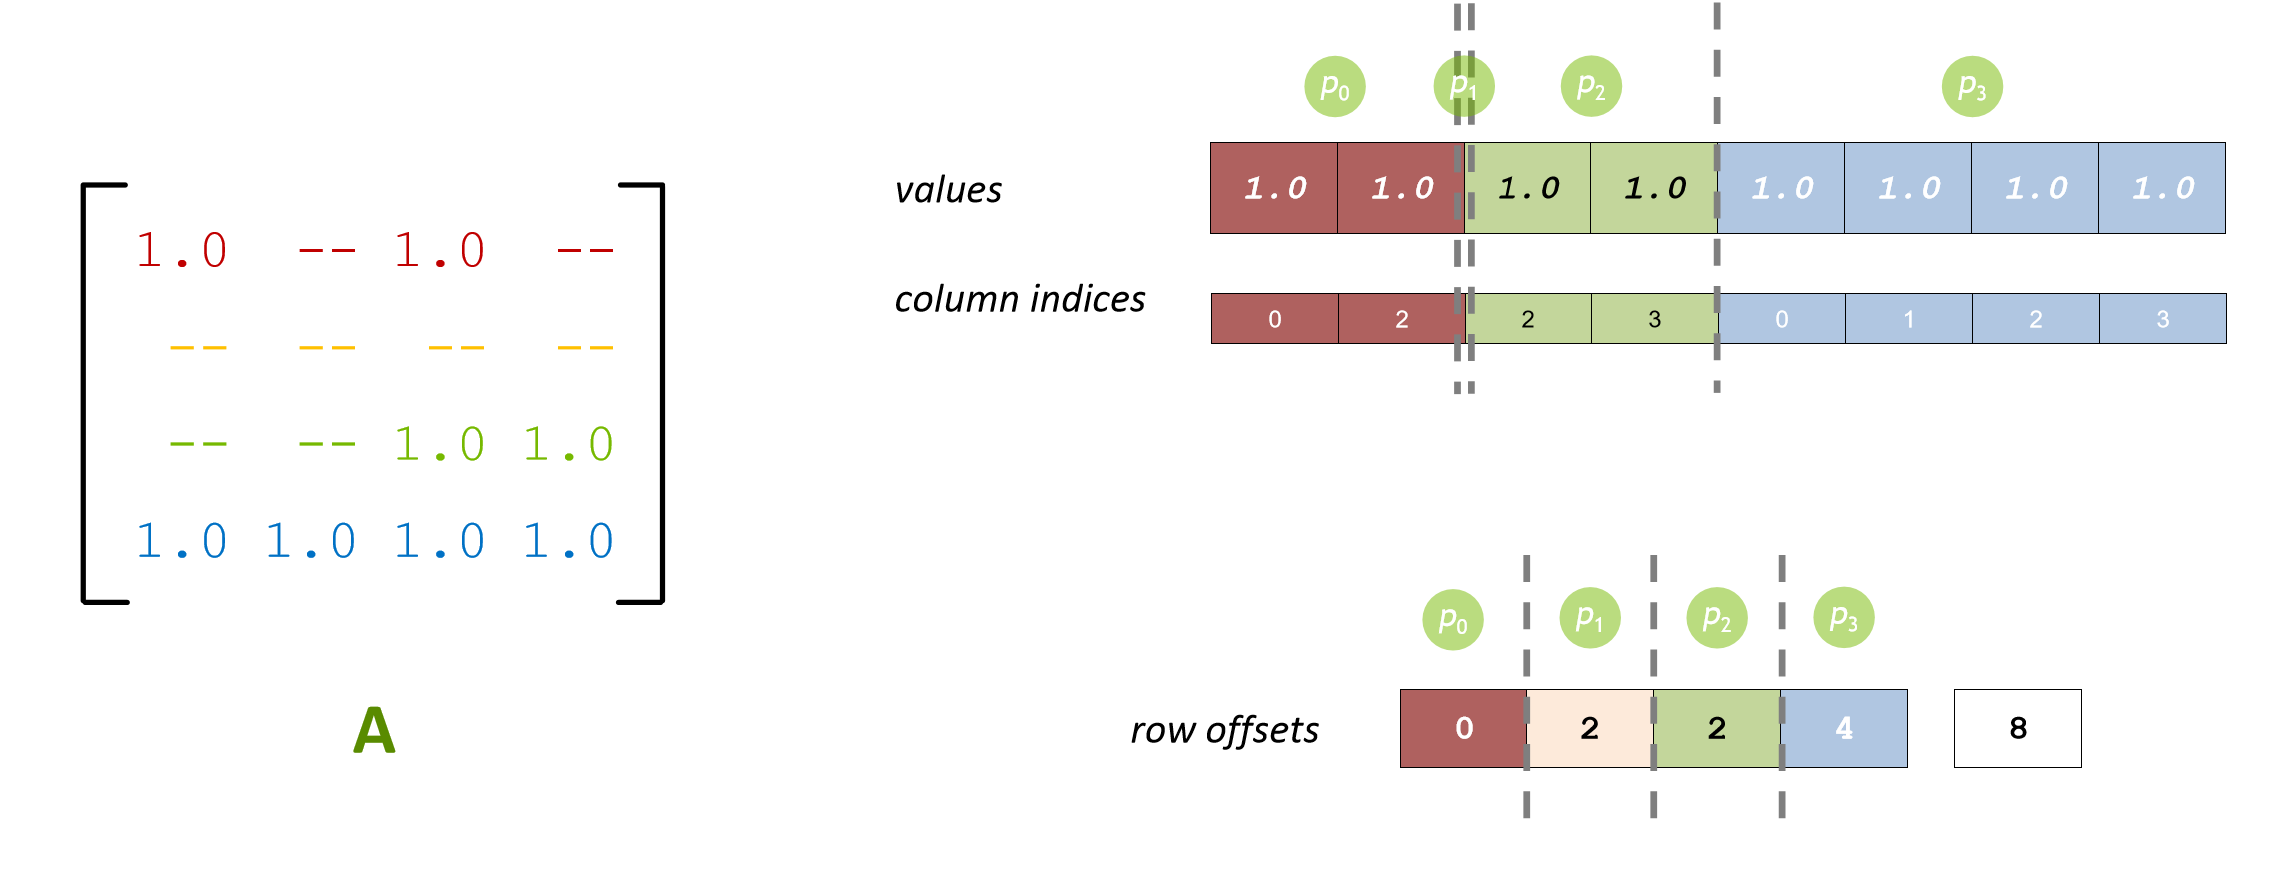 1.0 -- 1.0 --
-- -- -- --
-- -- 1.0 1.0
1.0 1.0 1.0 1.0
A
p0 p1 p2 p3
values 1.0 1.0 1.0 1.0 1.0 1.0 1.0 1.0
column indices 0 2 2 3 0 1 2 3
p0 p1 p2 p3
row offsets 0 2 2 4 8